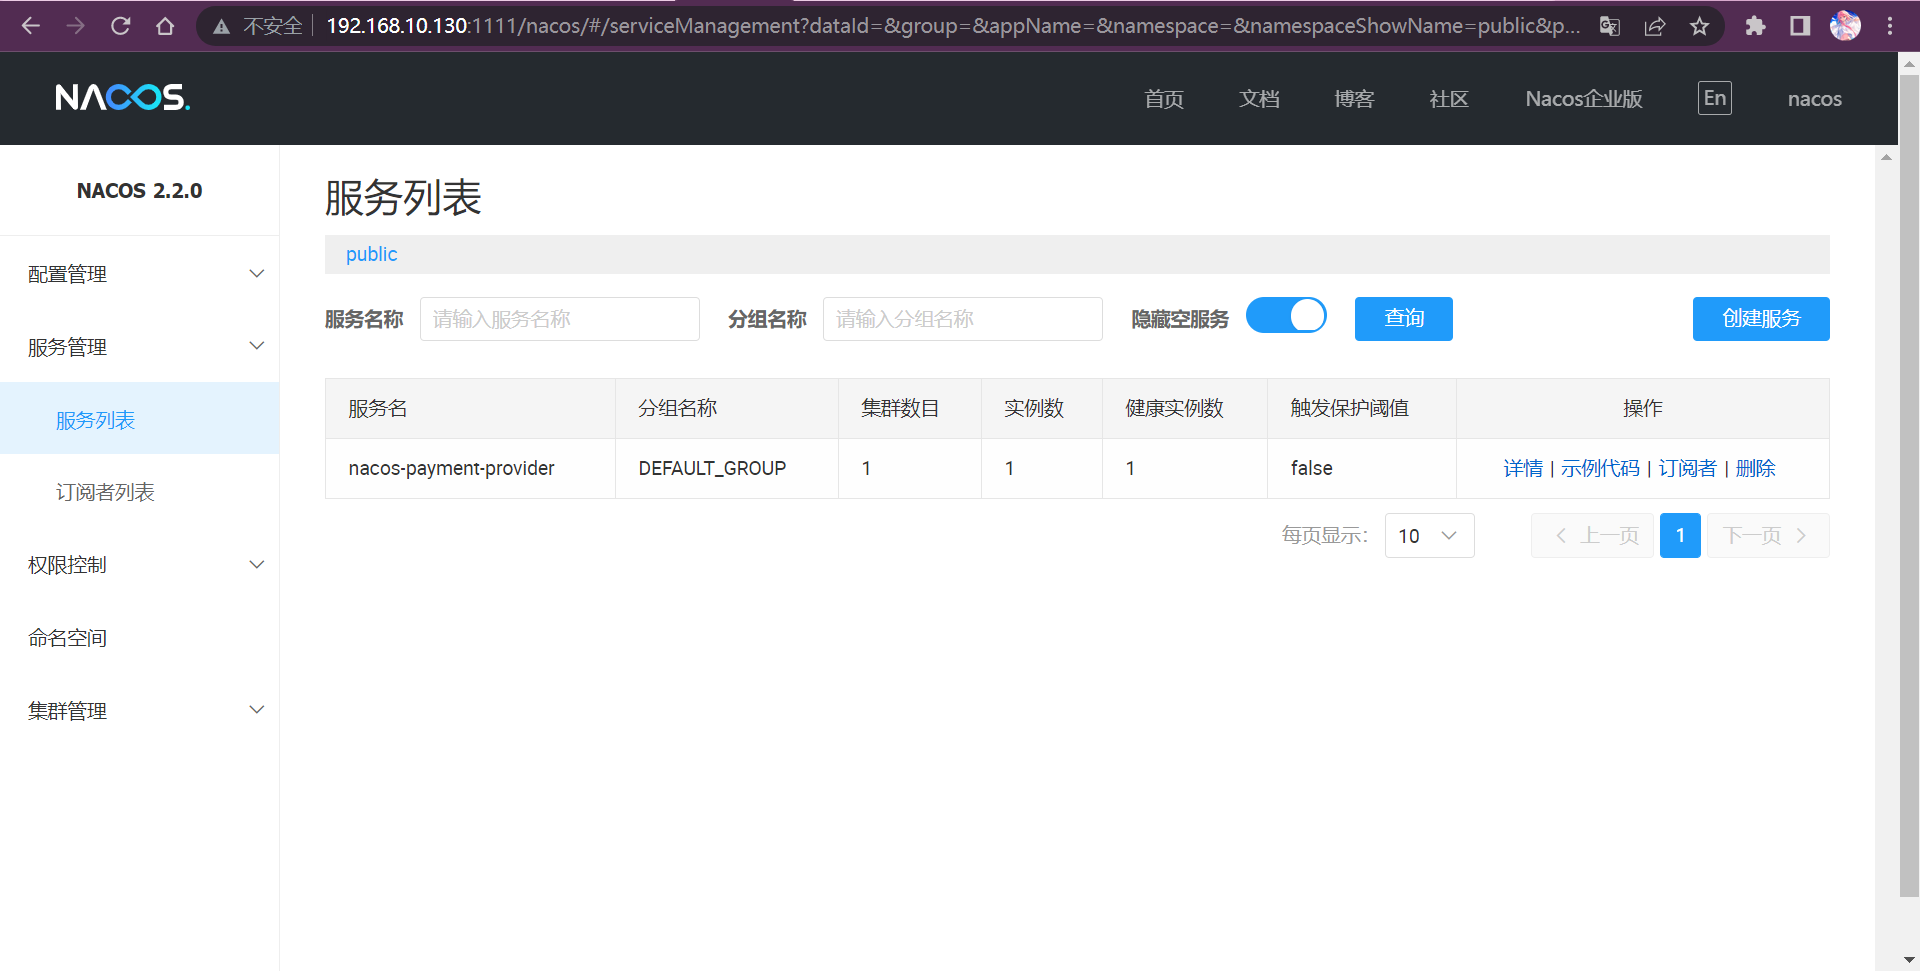 不安全 192.168.10.130:1111/nacos/#/serviceManagement?dataId=&group=&appName=&namespace=&namespaceShowName=public&p...
NACOS.
首页 文档 博客 社区 Nacos企业版 En nacos
NACOS 2.2.0
配置管理
服务管理
服务列表
订阅者列表
权限控制
命名空间
集群管理
服务列表
public
服务名称 请输入服务名称 分组名称 请输入分组名称 隐藏空服务 查询 创建服务
服务名 分组名称 集群数目 实例数 健康实例数 触发保护阈值 操作
nacos-payment-provider DEFAULT_GROUP 1 1 1 false 详情 | 示例代码 | 订阅者 | 删除
每页显示: 10 上一页 1 下一页